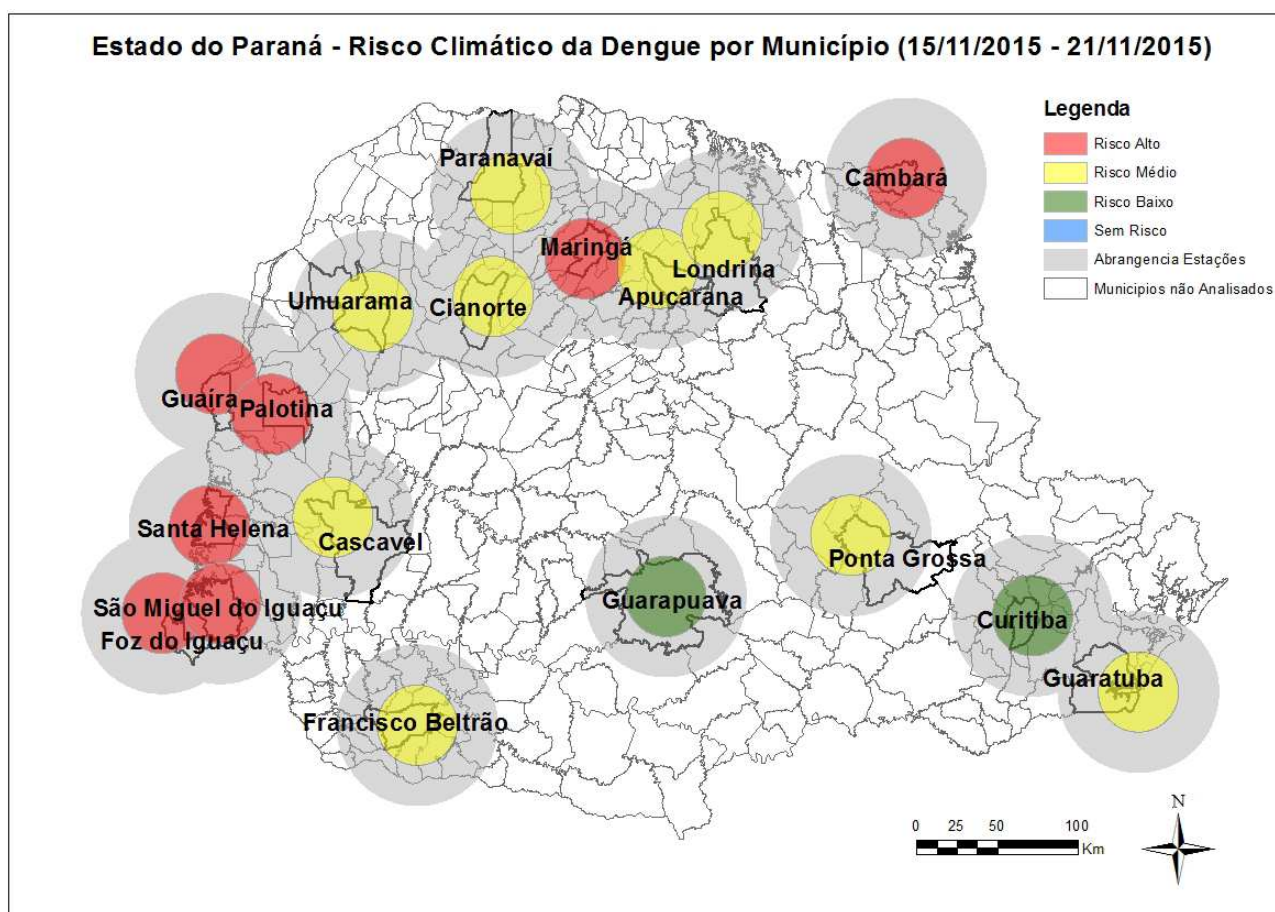 Estado do Paraná - Risco Climático da Dengue por Município (15/11/2015 - 21/11/2015)
Legenda
Risco Alto
Risco Médio
Risco Baixo
Sem Risco
Abrangencia Estações
Municipios não Analisados
Paranavaí
Cambará
Maringá
Londrina
Apucarana
Umuarama
Cianorte
Guaíra
Palotina
Santa Helena
Cascavel
Ponta Grossa
São Miguel do Iguaçu
Foz do Iguaçu
Guarapuava
Curitiba
Guaratuba
Francisco Beltrão
N
0 25 50 100
Km